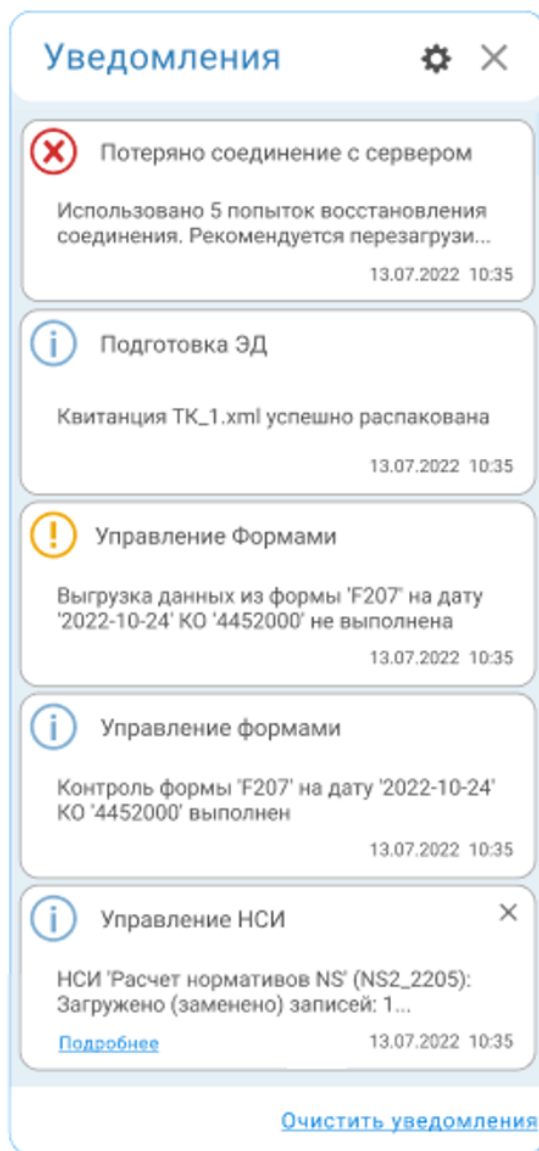 Уведомления
Потеряно соединение с сервером
Использовано 5 попыток восстановления
соединения. Рекомендуется перезагрузи...
13.07.2022 10:35
Подготовка ЭД
Квитанция ТК_1.xml успешно распакована
13.07.2022 10:35
Управление Формами
Выгрузка данных из формы 'F207' на дату
'2022-10-24' КО '4452000' не выполнена
13.07.2022 10:35
Управление формами
Контроль формы 'F207' на дату '2022-10-24'
КО '4452000' выполнен
13.07.2022 10:35
Управление НСИ
НСИ 'Расчет нормативов NS' (NS2_2205):
Загружено (заменено) записей: 1...
Подробнее 13.07.2022 10:35
Очистить уведомления